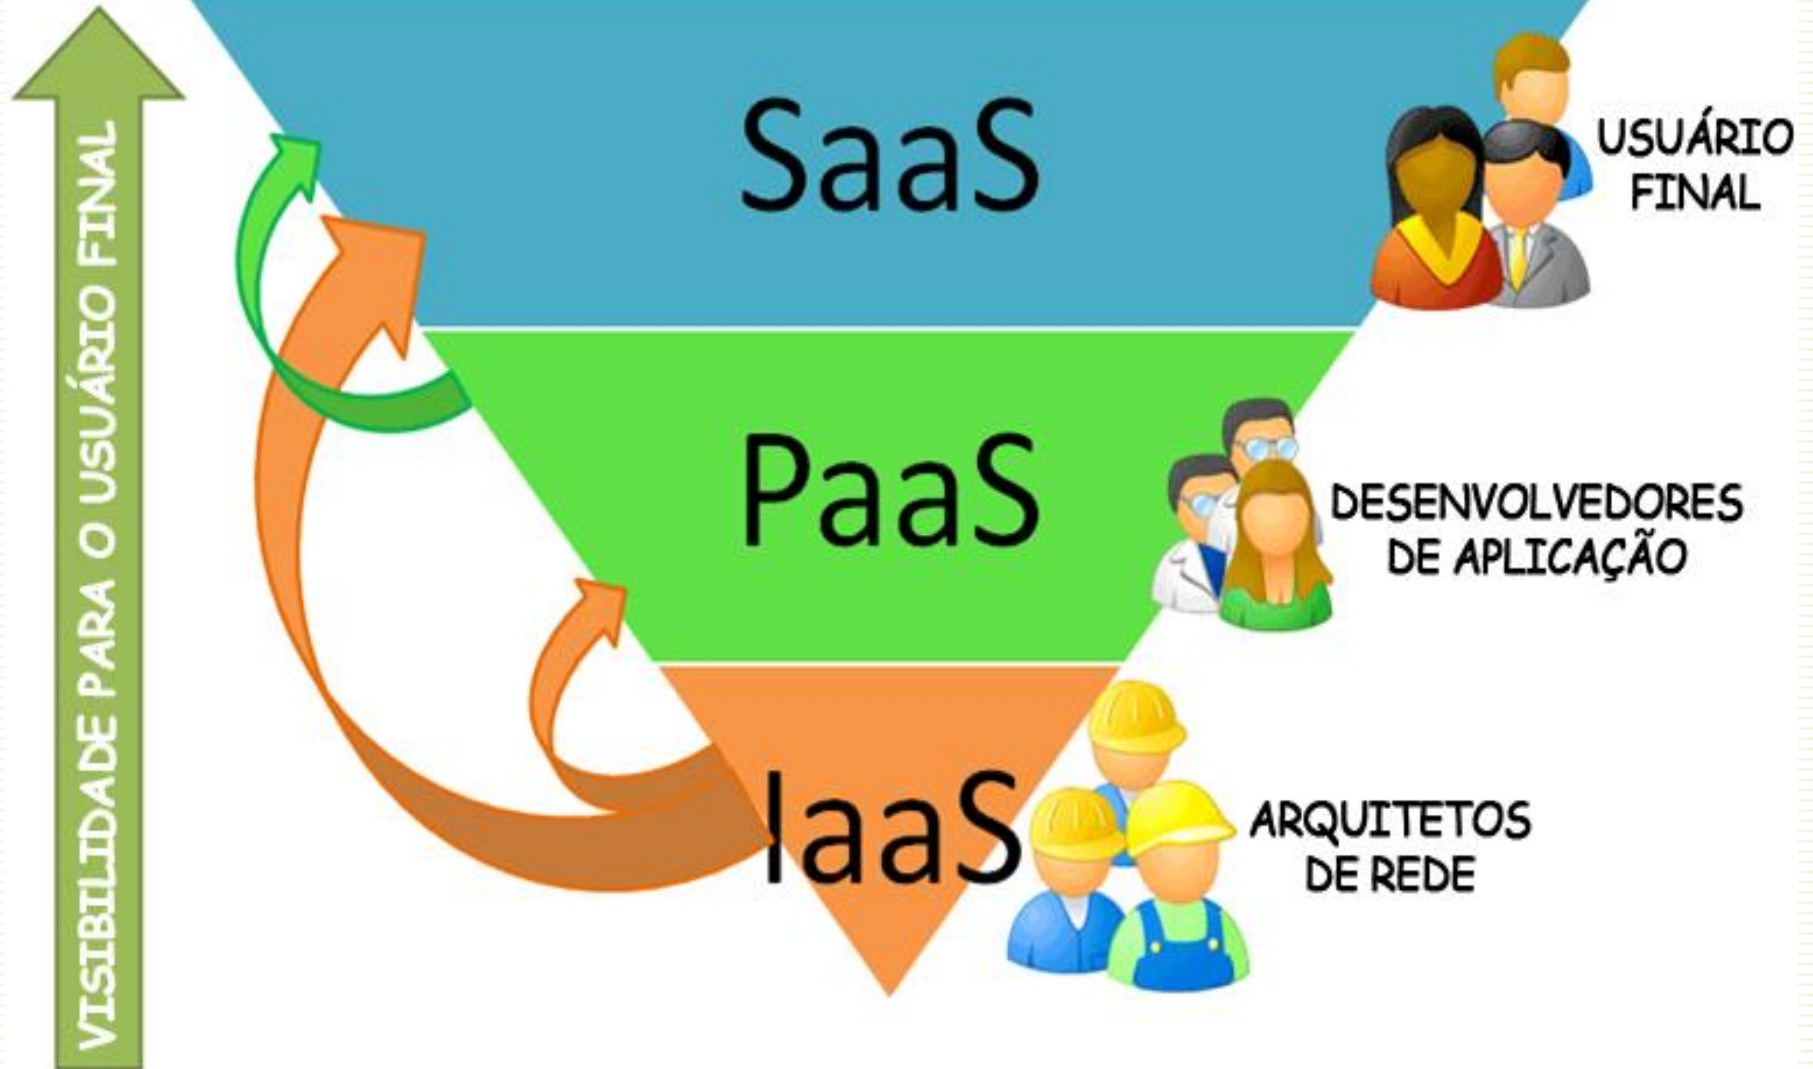 VISIBILIDADE PARA O USUÁRIO FINAL
SaaS
USUÁRIO
FINAL
PaaS
DESENVOLVEDORES
DE APLICAÇÃO
IaaS
ARQUITETOS
DE REDE